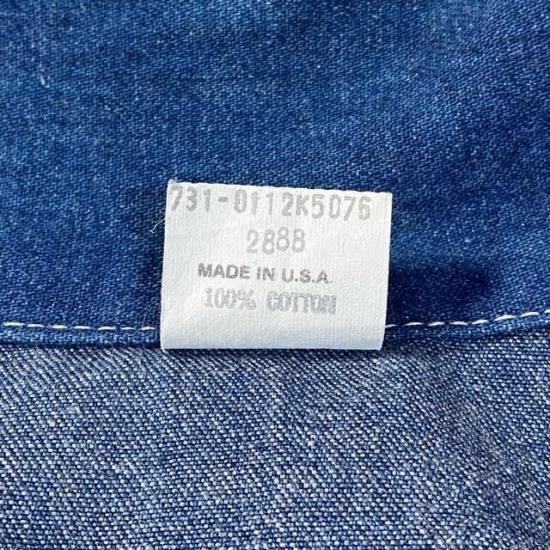 731-0112K5076
2888
MADE IN U.S.A.
100% COTTON